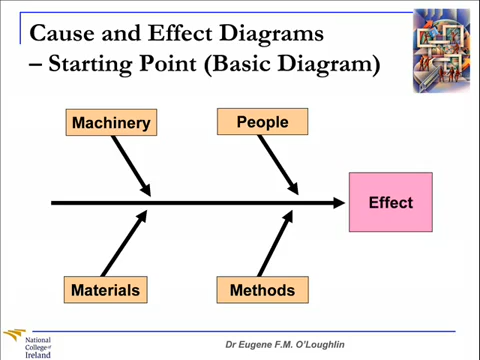 Cause and Effect Diagrams
– Starting Point (Basic Diagram)
Machinery
People
Effect
Materials
Methods
National
College of
Ireland
Dr Eugene F.M. O'Loughlin